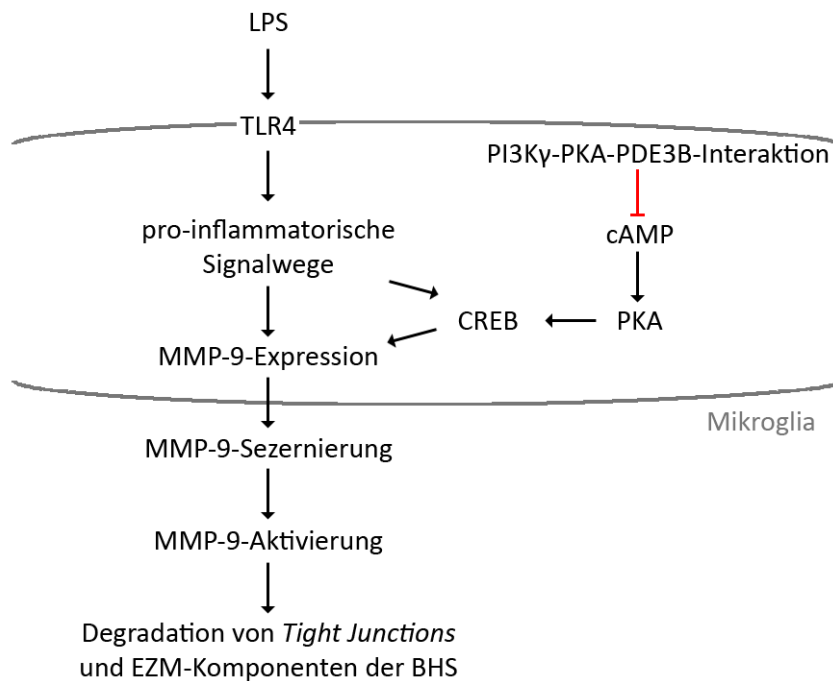 LPS
TLR4
PI3Kγ-PKA-PDE3B-Interaktion
pro-inflammatorische
Signalwege
cAMP
CREB
PKA
MMP-9-Expression
Mikroglia
MMP-9-Sezernierung
MMP-9-Aktivierung
Degradation von Tight Junctions
und EZM-Komponenten der BHS